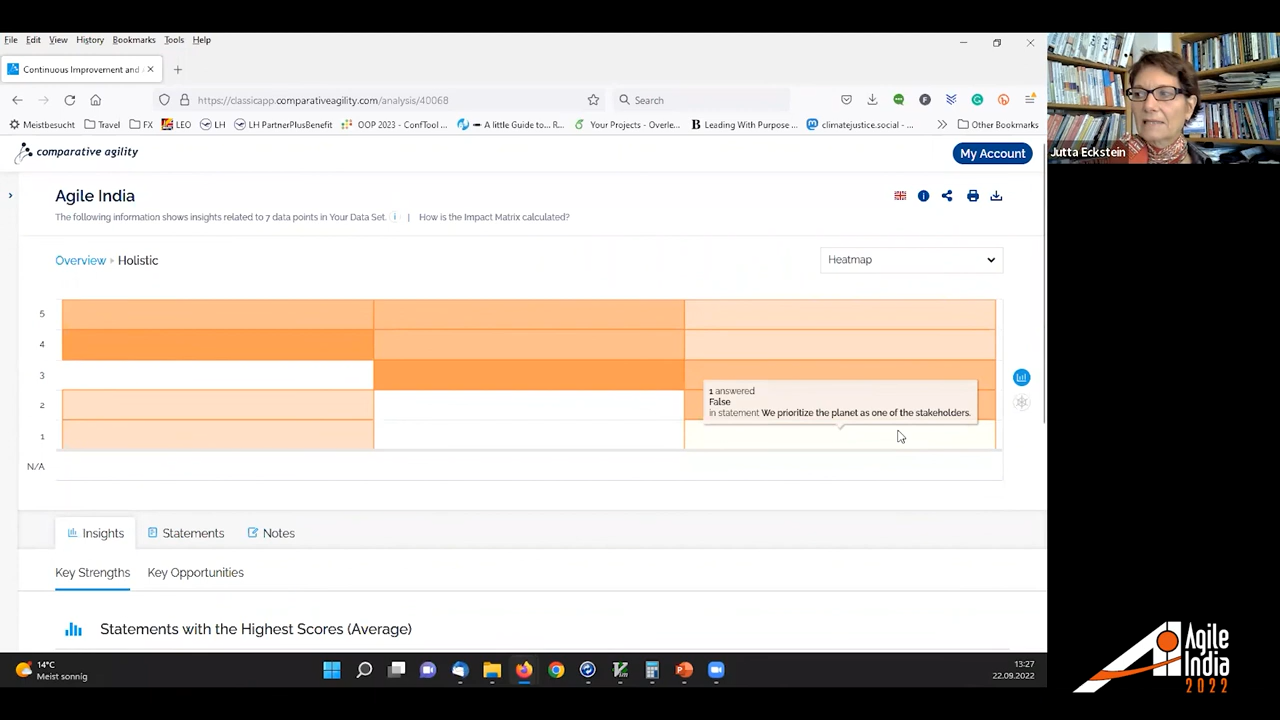 File Edit View History Bookmarks Tools Help
Continuous Improvement and
https://classicapp.comparativeagility.com/analysis/40068
Search
Meistbesucht Travel FX LEO LH LH PartnerPlusBenefit OOP 2023 - ConfTool ... A little Guide to... R... Your Projects - Overle... B Leading With Purpose ... climatejustice.social - ... Other Bookmarks
comparative agility
My Account
Jutta Eckstein
Agile India
The following information shows insights related to 7 data points in Your Data Set. i | How is the Impact Matrix calculated?
Overview Holistic
Heatmap
5
4
3
1 answered
False
in statement We prioritize the planet as one of the stakeholders.
2
1
N/A
Insights Statements Notes
Key Strengths Key Opportunities
Statements with the Highest Scores (Average)
14°C
Meist sonnig
13:27
22.09.2022
Agile
India
2022